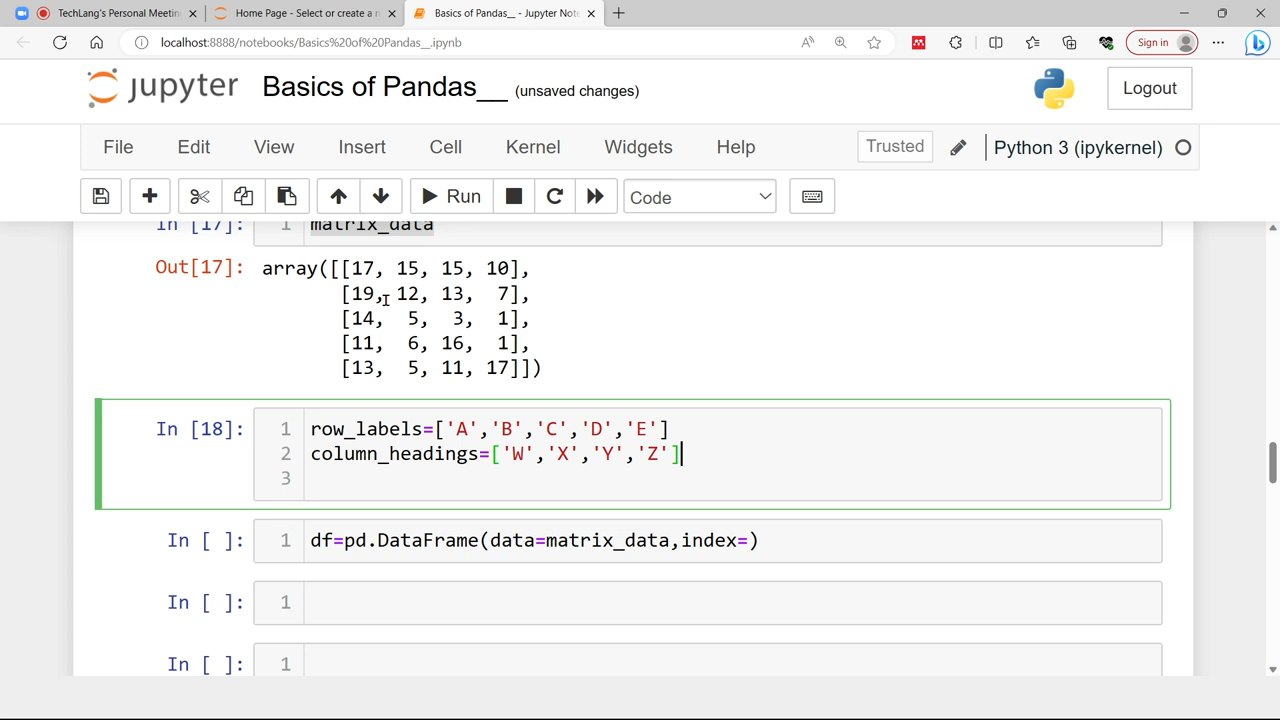 TechLang's Personal Meetin
Home Page - Select or create a n
Basics of Pandas__ - Jupyter Note
localhost:8888/notebooks/Basics%20of%20Pandas__.ipynb
Sign in
jupyter Basics of Pandas__ (unsaved changes)
Logout
File Edit View Insert Cell Kernel Widgets Help
Trusted
Python 3 (ipykernel)
Run
Code
In [17]: 1 matrix_data
Out[17]: array([[17, 15, 15, 10],
[19, 12, 13, 7],
[14, 5, 3, 1],
[11, 6, 16, 1],
[13, 5, 11, 17]])
In [18]: 1 row_labels=['A','B','C','D','E']
2 column_headings=['W','X','Y','Z']
3
In [ ]: 1 df=pd.DataFrame(data=matrix_data,index=)
In [ ]: 1
In [ ]: 1